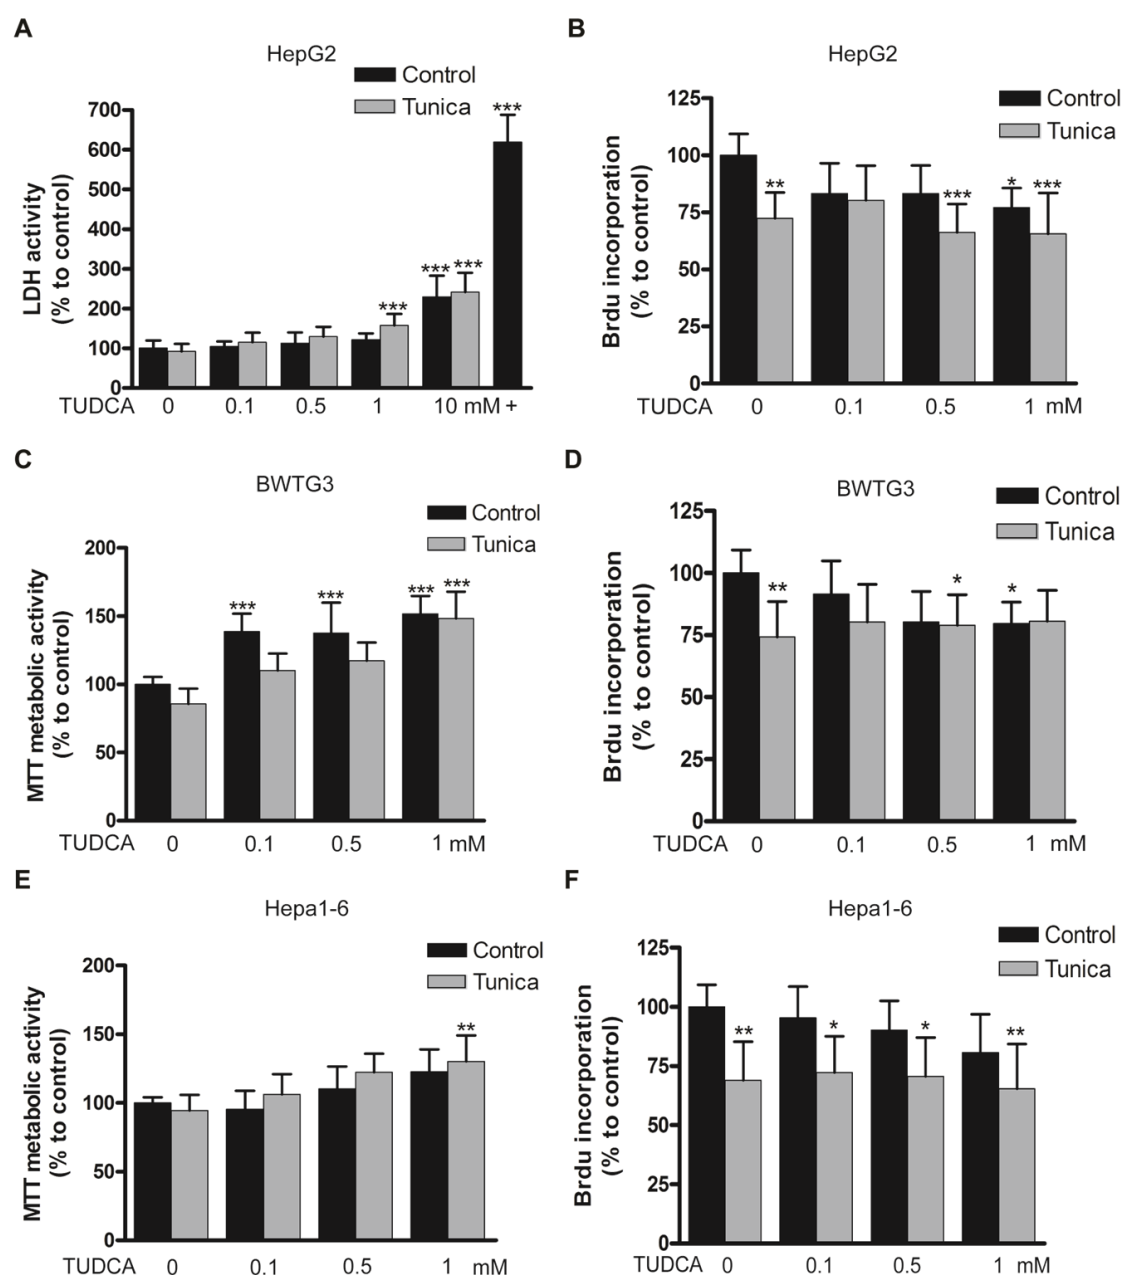 A
HepG2
Control
Tunica
LDH activity
(% to control)
700
600
500
400
300
200
100
0
***
***
***
***
TUDCA 0 0.1 0.5 1 10 mM +
B
HepG2
Control
Tunica
Brdu incorporation
(% to control)
125
100
75
50
25
0
**
***
*
***
TUDCA 0 0.1 0.5 1 mM
C
BWTG3
Control
Tunica
MTT metabolic activity
(% to control)
200
150
100
50
0
***
***
***
***
TUDCA 0 0.1 0.5 1 mM
D
BWTG3
Control
Tunica
Brdu incorporation
(% to control)
125
100
75
50
25
0
**
*
*
TUDCA 0 0.1 0.5 1 mM
E
Hepa1-6
Control
Tunica
MTT metabolic activity
(% to control)
200
150
100
50
0
**
TUDCA 0 0.1 0.5 1 mM
F
Hepa1-6
Control
Tunica
Brdu incorporation
(% to control)
125
100
75
50
25
0
**
*
*
**
TUDCA 0 0.1 0.5 1 mM